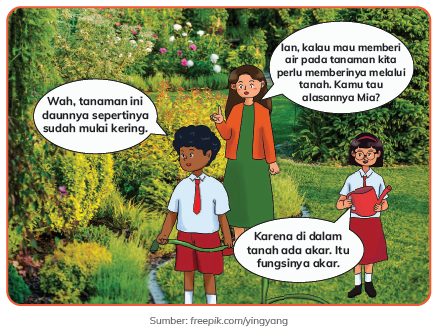 Wah, tanaman ini
daunnya sepertinya
sudah mulai kering.
Ian, kalau mau memberi
air pada tanaman kita
perlu memberinya melalui
tanah. Kamu tau
alasannya Mia?
Karena di dalam
tanah ada akar. Itu
fungsinya akar.
Sumber: freepik.com/yingyang